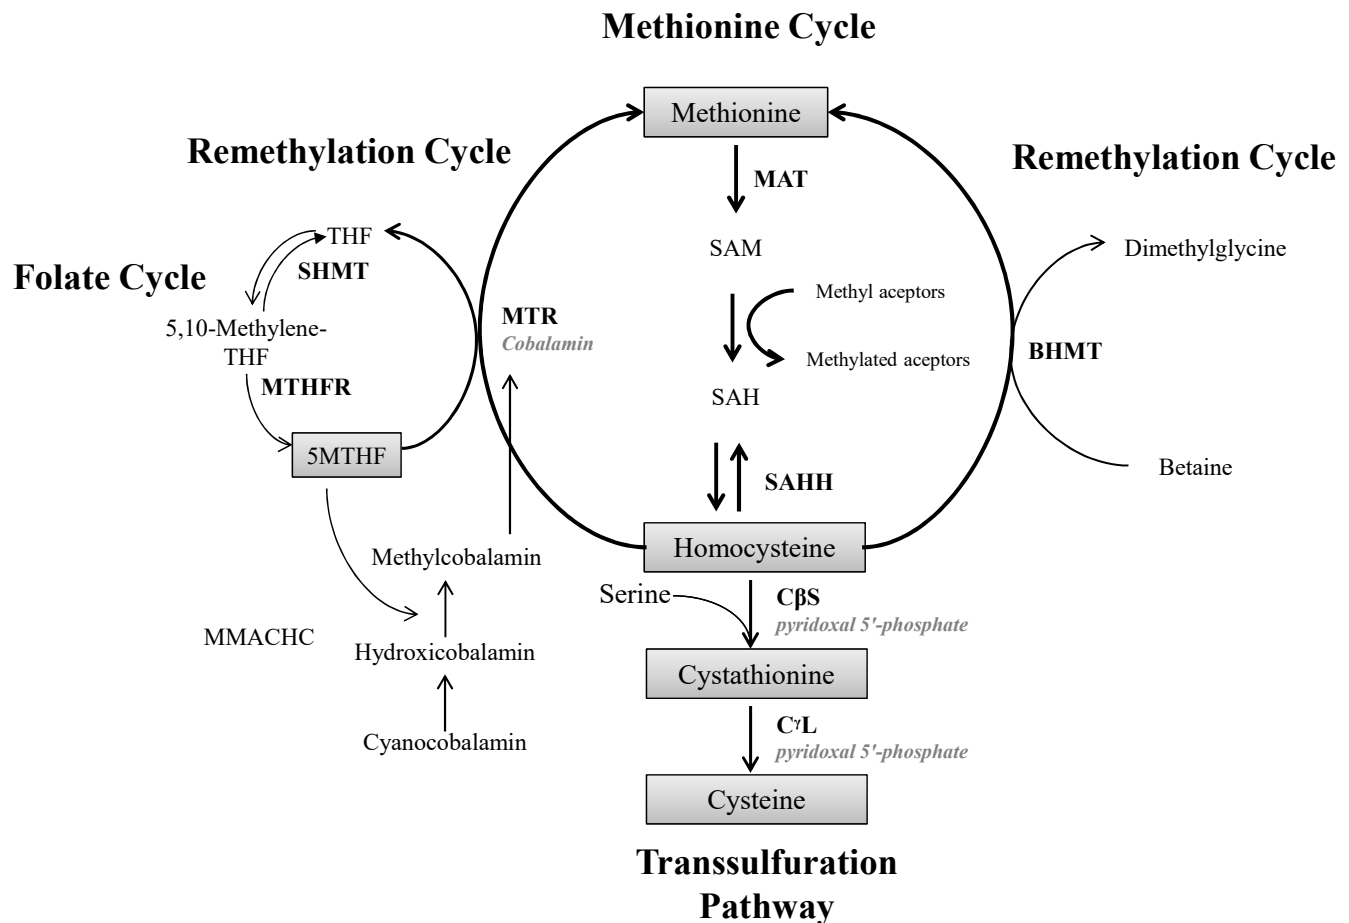 Methionine Cycle
Methionine
Remethylation Cycle
Remethylation Cycle
MAT
THF
SAM
Dimethylglycine
Folate Cycle
SHMT
Methyl aceptors
5,10-Methylene-
THF
MTR
Cobalamin
Methylated aceptors
BHMT
MTHFR
SAH
5MTHF
Betaine
SAHH
Methylcobalamin
Homocysteine
Serine
CβS
pyridoxal 5'-phosphate
MMACHC
Hydroxicobalamin
Cystathionine
CγL
pyridoxal 5'-phosphate
Cyanocobalamin
Cysteine
Transsulfuration
Pathway